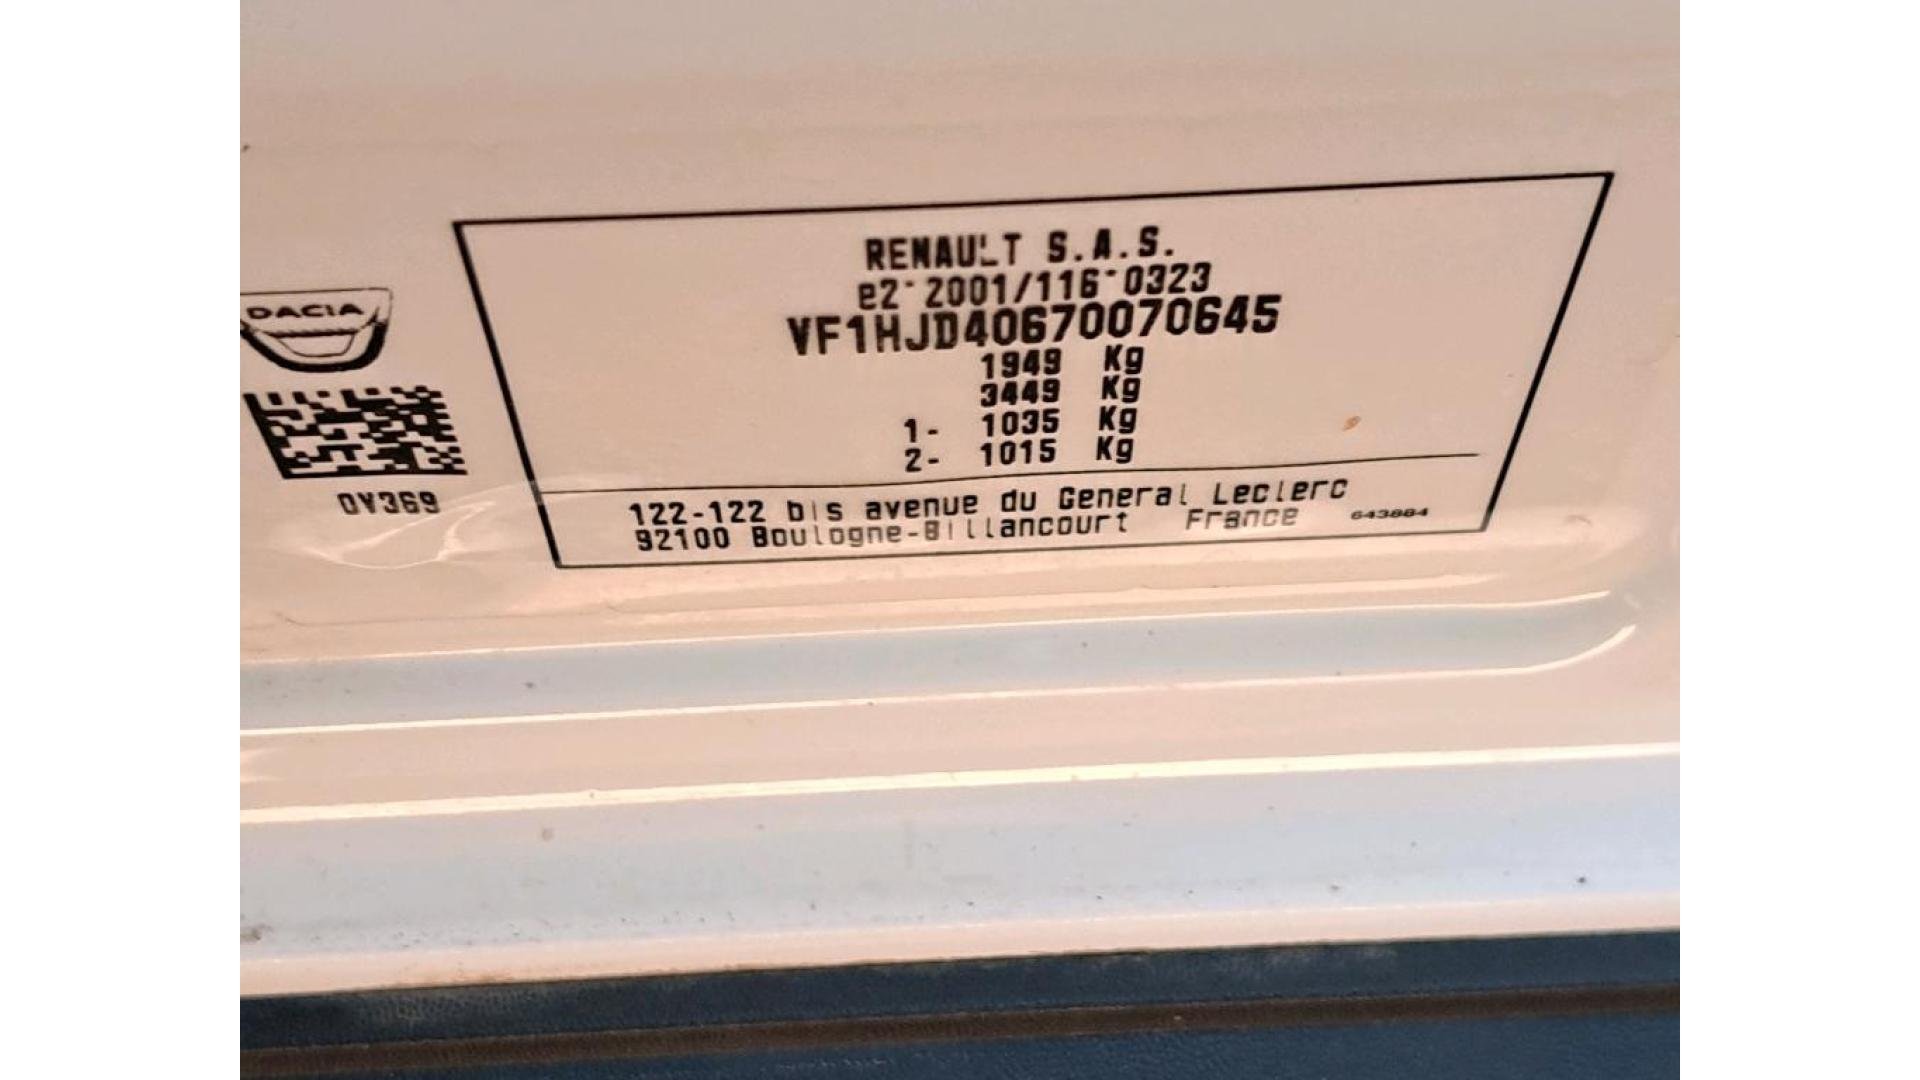 RENAULT S.A.S.
e2*2001/116*0323
VF1HJD40670070645
1949 Kg
3449 Kg
1- 1035 Kg
2- 1015 Kg
122-122 bis avenue du General Leclerc
92100 Boulogne-Billancourt France 643884
DACIA
0V369